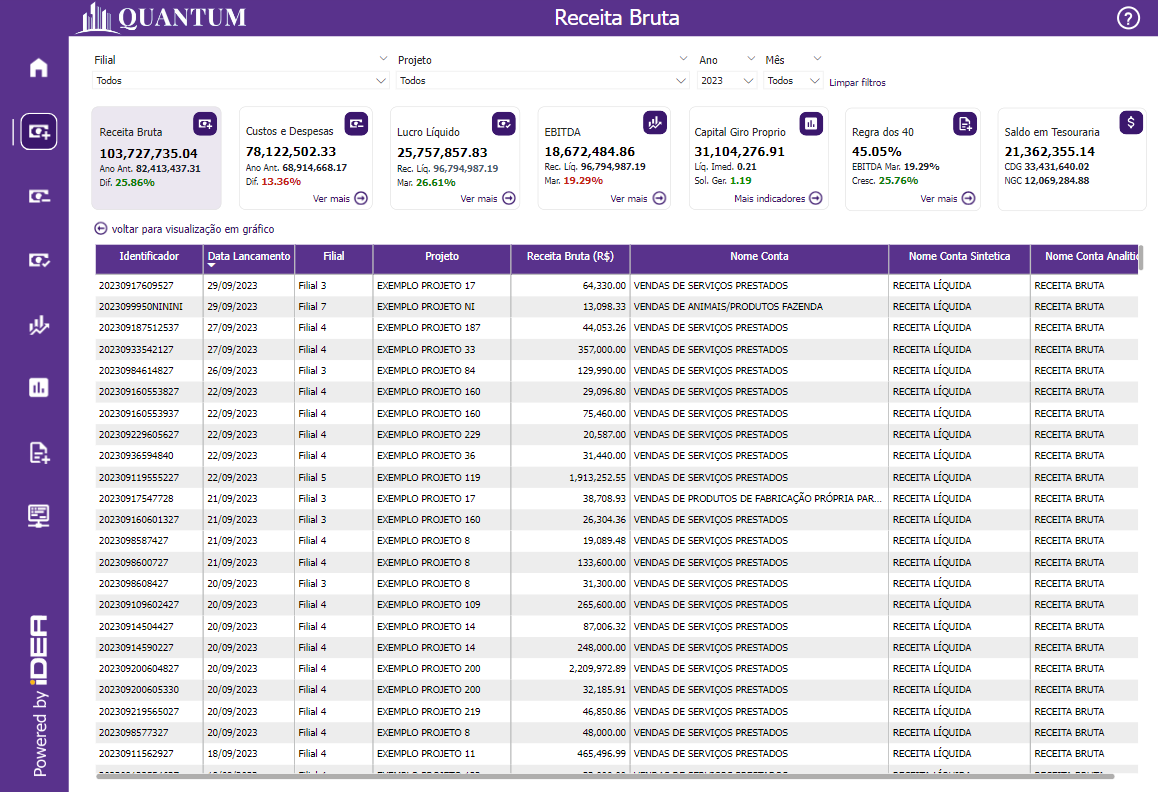 QUANTUM
Receita Bruta
?
Filial Projeto Ano Mês
Todos Todos 2023 Todos Limpar filtros
Receita Bruta
103,727,735.04
Ano Ant. 82,413,437.31
Dif. 25.86%
Custos e Despesas
78,122,502.33
Ano Ant. 68,914,668.17
Dif. 13.36%
Ver mais
Lucro Líquido
25,757,857.83
Rec. Líq. 96,794,987.19
Mar. 26.61%
Ver mais
EBITDA
18,672,484.86
Rec. Líq. 96,794,987.19
Mar. 19.29%
Ver mais
Capital Giro Proprio
31,104,276.91
Líq. Imed. 0.21
Sol. Ger. 1.19
Mais indicadores
Regra dos 40
45.05%
EBITDA Mar. 19.29%
Cresc. 25.76%
Ver mais
$
Saldo em Tesouraria
21,362,355.14
CDG 33,431,640.02
NGC 12,069,284.88
voltar para visualização em gráfico
Identificador Data Lancamento Filial Projeto Receita Bruta (R$) Nome Conta Nome Conta Sintetica Nome Conta Analitic
20230917609527 29/09/2023 Filial 3 EXEMPLO PROJETO 17 64,330.00 VENDAS DE SERVIÇOS PRESTADOS RECEITA LÍQUIDA RECEITA BRUTA
2023099950NININI 29/09/2023 Filial 7 EXEMPLO PROJETO NI 13,098.33 VENDAS DE ANIMAIS/PRODUTOS FAZENDA RECEITA LÍQUIDA RECEITA BRUTA
202309187512537 27/09/2023 Filial 4 EXEMPLO PROJETO 187 44,053.26 VENDAS DE SERVIÇOS PRESTADOS RECEITA LÍQUIDA RECEITA BRUTA
20230933542127 27/09/2023 Filial 4 EXEMPLO PROJETO 33 357,000.00 VENDAS DE SERVIÇOS PRESTADOS RECEITA LÍQUIDA RECEITA BRUTA
20230984614827 26/09/2023 Filial 3 EXEMPLO PROJETO 84 129,990.00 VENDAS DE SERVIÇOS PRESTADOS RECEITA LÍQUIDA RECEITA BRUTA
202309160553827 22/09/2023 Filial 4 EXEMPLO PROJETO 160 29,096.80 VENDAS DE SERVIÇOS PRESTADOS RECEITA LÍQUIDA RECEITA BRUTA
202309160553937 22/09/2023 Filial 4 EXEMPLO PROJETO 160 75,460.00 VENDAS DE SERVIÇOS PRESTADOS RECEITA LÍQUIDA RECEITA BRUTA
202309229605627 22/09/2023 Filial 4 EXEMPLO PROJETO 229 20,587.00 VENDAS DE SERVIÇOS PRESTADOS RECEITA LÍQUIDA RECEITA BRUTA
20230936594840 22/09/2023 Filial 4 EXEMPLO PROJETO 36 31,440.00 VENDAS DE SERVIÇOS PRESTADOS RECEITA LÍQUIDA RECEITA BRUTA
202309119555227 22/09/2023 Filial 5 EXEMPLO PROJETO 119 1,913,252.55 VENDAS DE SERVIÇOS PRESTADOS RECEITA LÍQUIDA RECEITA BRUTA
20230917547728 21/09/2023 Filial 3 EXEMPLO PROJETO 17 38,708.93 VENDAS DE PRODUTOS DE FABRICAÇÃO PRÓPRIA PAR... RECEITA LÍQUIDA RECEITA BRUTA
202309160601327 21/09/2023 Filial 3 EXEMPLO PROJETO 160 26,304.36 VENDAS DE SERVIÇOS PRESTADOS RECEITA LÍQUIDA RECEITA BRUTA
2023098587427 21/09/2023 Filial 4 EXEMPLO PROJETO 8 19,089.48 VENDAS DE SERVIÇOS PRESTADOS RECEITA LÍQUIDA RECEITA BRUTA
2023098600727 21/09/2023 Filial 4 EXEMPLO PROJETO 8 133,600.00 VENDAS DE SERVIÇOS PRESTADOS RECEITA LÍQUIDA RECEITA BRUTA
2023098608427 20/09/2023 Filial 3 EXEMPLO PROJETO 8 31,300.00 VENDAS DE SERVIÇOS PRESTADOS RECEITA LÍQUIDA RECEITA BRUTA
202309109602427 20/09/2023 Filial 4 EXEMPLO PROJETO 109 265,600.00 VENDAS DE SERVIÇOS PRESTADOS RECEITA LÍQUIDA RECEITA BRUTA
20230914504427 20/09/2023 Filial 4 EXEMPLO PROJETO 14 87,006.32 VENDAS DE SERVIÇOS PRESTADOS RECEITA LÍQUIDA RECEITA BRUTA
20230914590227 20/09/2023 Filial 4 EXEMPLO PROJETO 14 248,000.00 VENDAS DE SERVIÇOS PRESTADOS RECEITA LÍQUIDA RECEITA BRUTA
202309200604827 20/09/2023 Filial 4 EXEMPLO PROJETO 200 2,209,972.89 VENDAS DE SERVIÇOS PRESTADOS RECEITA LÍQUIDA RECEITA BRUTA
202309200605330 20/09/2023 Filial 4 EXEMPLO PROJETO 200 32,185.91 VENDAS DE SERVIÇOS PRESTADOS RECEITA LÍQUIDA RECEITA BRUTA
202309219565027 20/09/2023 Filial 4 EXEMPLO PROJETO 219 46,850.86 VENDAS DE SERVIÇOS PRESTADOS RECEITA LÍQUIDA RECEITA BRUTA
2023098577327 20/09/2023 Filial 4 EXEMPLO PROJETO 8 48,000.00 VENDAS DE SERVIÇOS PRESTADOS RECEITA LÍQUIDA RECEITA BRUTA
20230911562927 18/09/2023 Filial 4 EXEMPLO PROJETO 11 465,496.99 VENDAS DE SERVIÇOS PRESTADOS RECEITA LÍQUIDA RECEITA BRUTA
Powered by iDEA